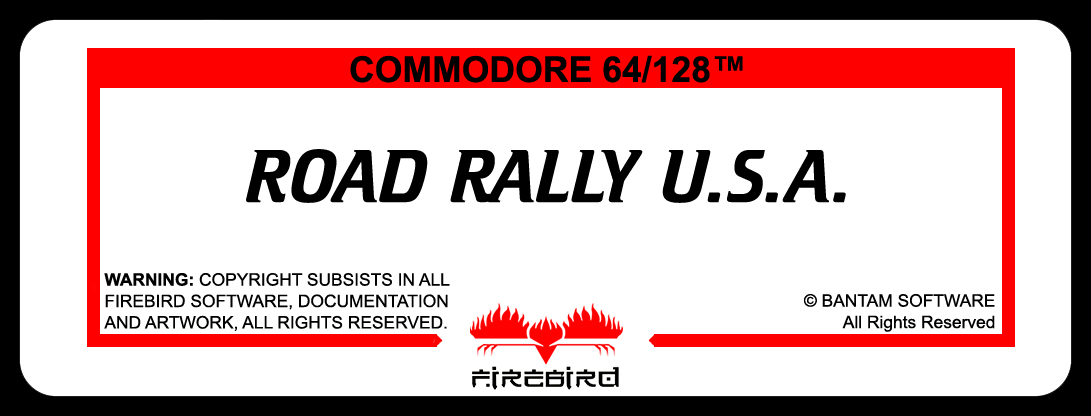 COMMODORE 64/128™
ROAD RALLY U.S.A.
WARNING: COPYRIGHT SUBSISTS IN ALL
FIREBIRD SOFTWARE, DOCUMENTATION
AND ARTWORK, ALL RIGHTS RESERVED.
© BANTAM SOFTWARE
All Rights Reserved
FIREBIRD